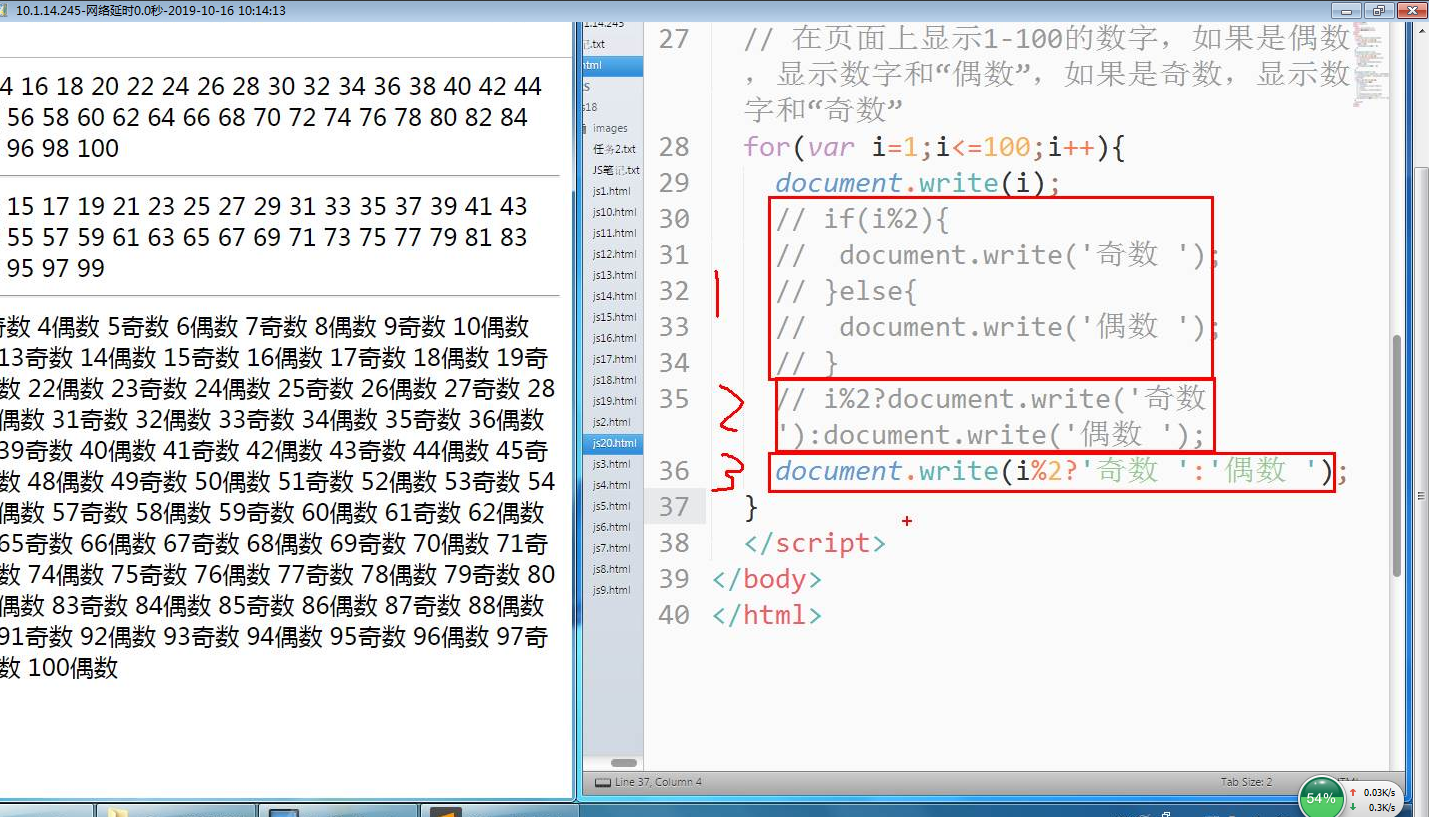 10.1.14.245-网络延时0.0秒-2019-10-16 10:14:13
4 16 18 20 22 24 26 28 30 32 34 36 38 40 42 44
56 58 60 62 64 66 68 70 72 74 76 78 80 82 84
96 98 100
15 17 19 21 23 25 27 29 31 33 35 37 39 41 43
55 57 59 61 63 65 67 69 71 73 75 77 79 81 83
95 97 99
奇数 4偶数 5奇数 6偶数 7奇数 8偶数 9奇数 10偶数
13奇数 14偶数 15奇数 16偶数 17奇数 18偶数 19奇
数 22偶数 23奇数 24偶数 25奇数 26偶数 27奇数 28
偶数 31奇数 32偶数 33奇数 34偶数 35奇数 36偶数
39奇数 40偶数 41奇数 42偶数 43奇数 44偶数 45奇
数 48偶数 49奇数 50偶数 51奇数 52偶数 53奇数 54
偶数 57奇数 58偶数 59奇数 60偶数 61奇数 62偶数
65奇数 66偶数 67奇数 68偶数 69奇数 70偶数 71奇
数 74偶数 75奇数 76偶数 77奇数 78偶数 79奇数 80
偶数 83奇数 84偶数 85奇数 86偶数 87奇数 88偶数
91奇数 92偶数 93奇数 94偶数 95奇数 96偶数 97奇
数 100偶数
1.14.245
记.txt
html
s18
images
任务2.txt
JS笔记.txt
js1.html
js10.html
js11.html
js12.html
js13.html
js14.html
js15.html
js16.html
js17.html
js18.html
js19.html
js2.html
js20.html
js3.html
js4.html
js5.html
js6.html
js7.html
js8.html
js9.html
27 // 在页面上显示1-100的数字，如果是偶数
，显示数字和“偶数”，如果是奇数，显示数
字和“奇数”
28 for(var i=1;i<=100;i++){
29 document.write(i);
30 // if(i%2){
31 // document.write('奇数 ');
1 32 // }else{
33 // document.write('偶数 ');
34 // }
2 35 // i%2?document.write('奇数
'):document.write('偶数 ');
3 36 document.write(i%2?'奇数 ':'偶数 ');
37 }
38 </script>
39 </body>
40 </html>
Line 37, Column 4
Tab Size: 2
54%
0.03K/s
0.3K/s